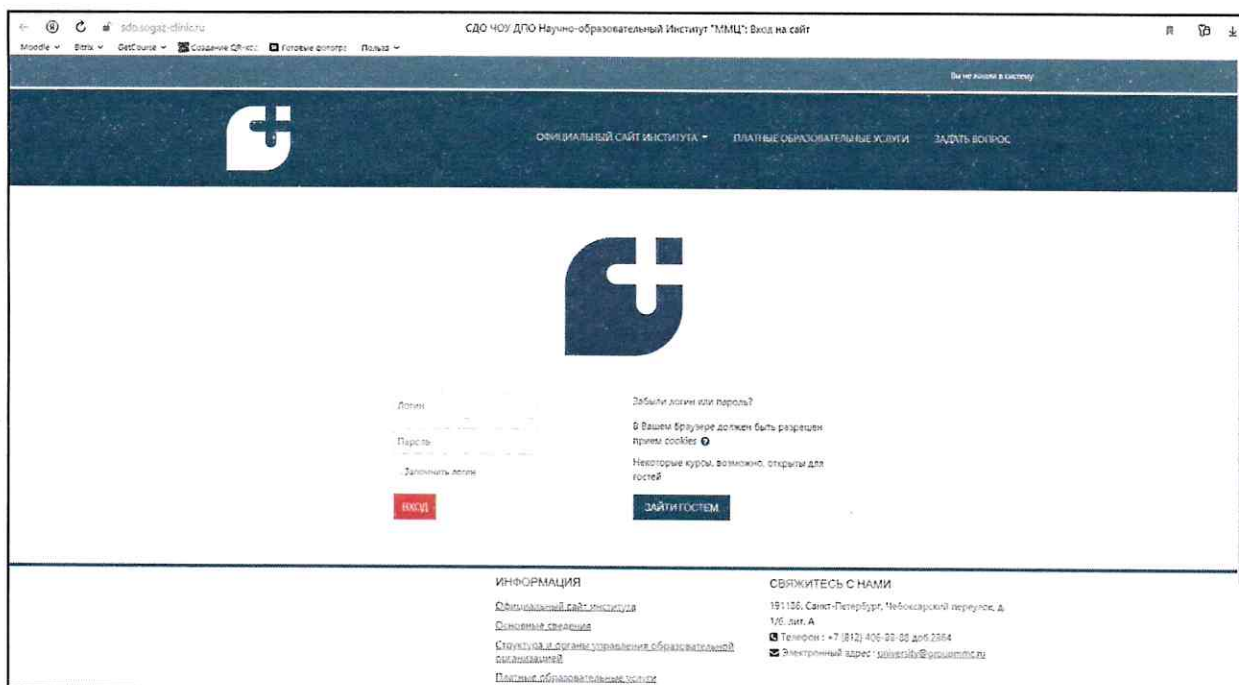 sdo.sogaz-clinic.ru
СДО ЧОУ ДПО Научно-образовательный Институт "ММЦ": Вход на сайт
Moodle Bitrix GetCourse Создание QR-ко Готовые фотогра Польза
Вы не вошли в систему
ОФИЦИАЛЬНЫЙ САЙТ ИНСТИТУТА ПЛАТНЫЕ ОБРАЗОВАТЕЛЬНЫЕ УСЛУГИ ЗАДАТЬ ВОПРОС
Логин
Пароль
Запомнить логин
ВХОД
Забыли логин или пароль?
В Вашем браузере должен быть разрешен
прием cookies
Некоторые курсы, возможно, открыты для
гостей
ЗАЙТИ ГОСТЕМ
ИНФОРМАЦИЯ
Официальный сайт института
Основные сведения
Структура и органы управления образовательной
организацией
Платные образовательные услуги
СВЯЖИТЕСЬ С НАМИ
191186, Санкт-Петербург, Чебоксарский переулок, д.
1/6, лит. А
Телефон : +7 (812) 406-88-88 доб.2864
Электронный адрес : university@groupmmc.ru